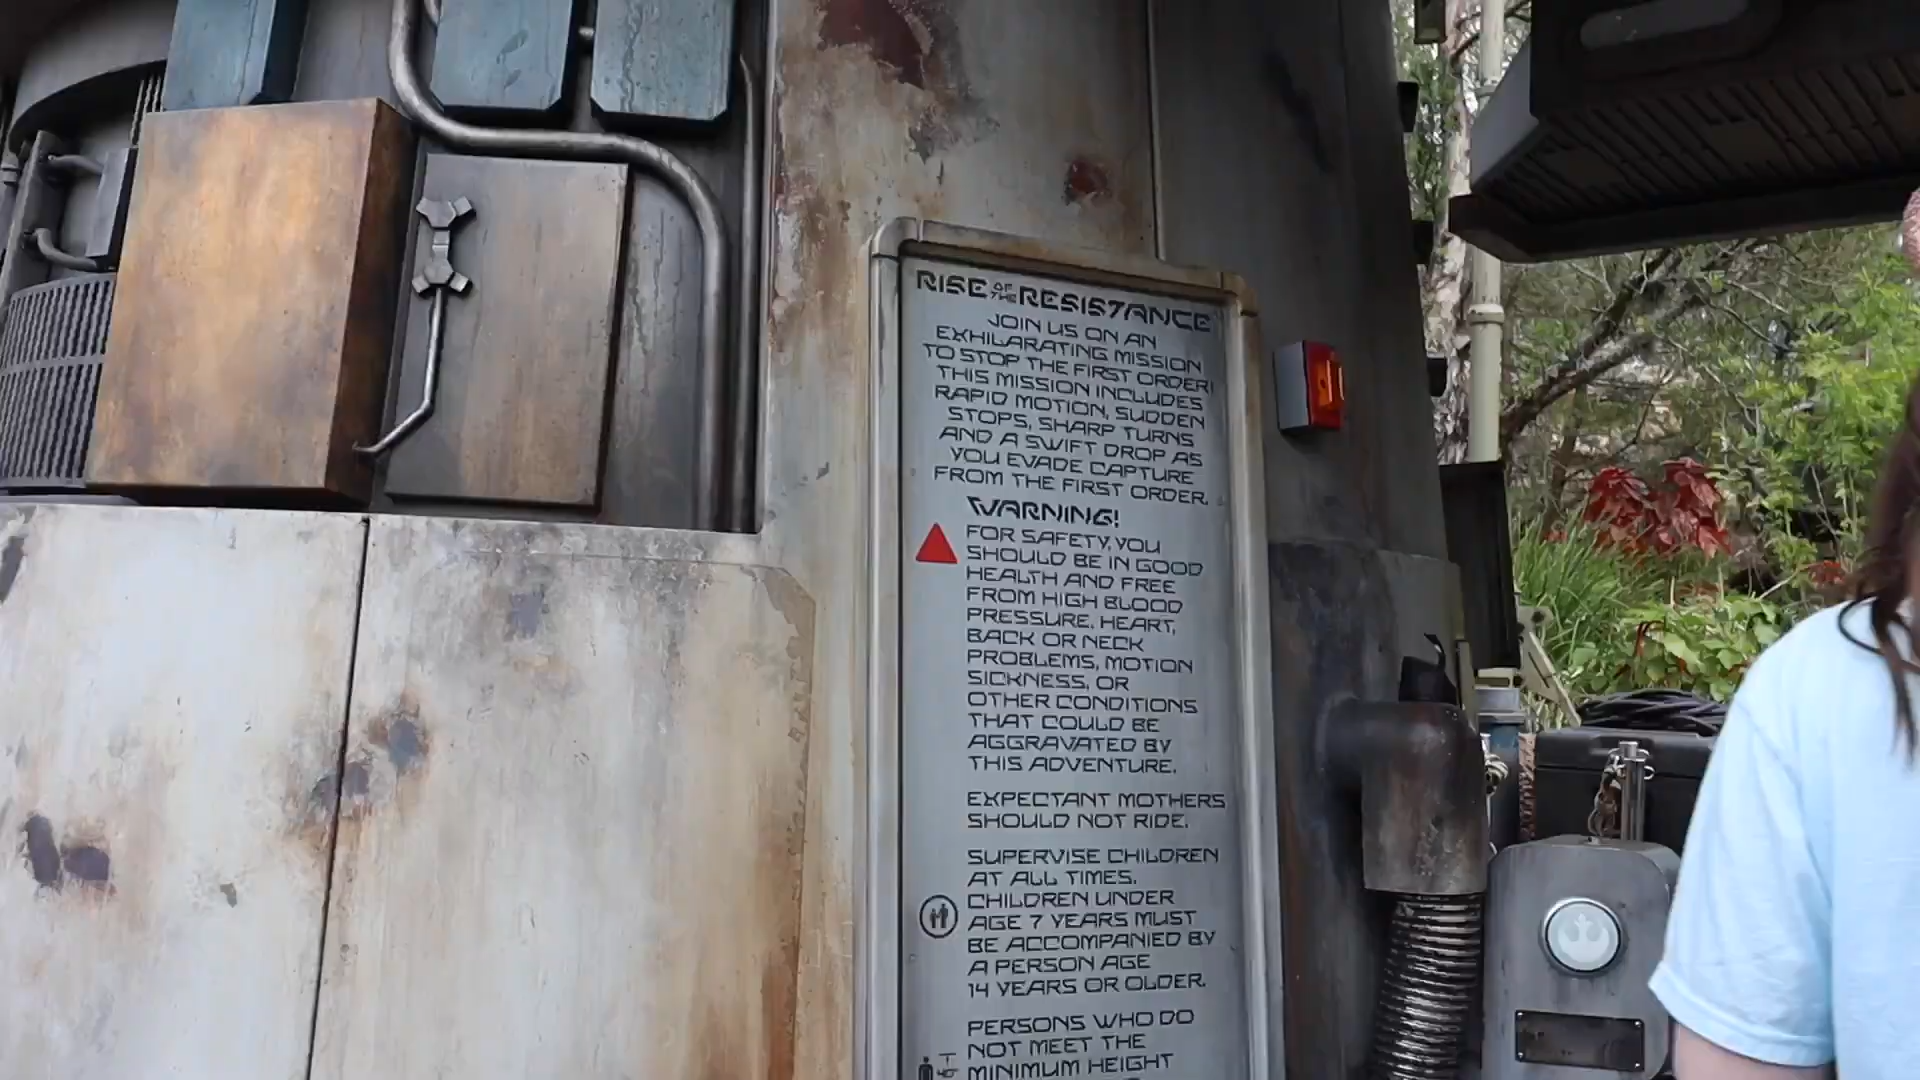 RISE OF THE RESISTANCE
JOIN US ON AN
EXHILARATING MISSION
TO STOP THE FIRST ORDER!
THIS MISSION INCLUDES
RAPID MOTION, SUDDEN
STOPS, SHARP TURNS
AND A SWIFT DROP AS
YOU EVADE CAPTURE
FROM THE FIRST ORDER.
WARNING!
FOR SAFETY, YOU
SHOULD BE IN GOOD
HEALTH AND FREE
FROM HIGH BLOOD
PRESSURE, HEART,
BACK OR NECK
PROBLEMS, MOTION
SICKNESS, OR
OTHER CONDITIONS
THAT COULD BE
AGGRAVATED BY
THIS ADVENTURE.
EXPECTANT MOTHERS
SHOULD NOT RIDE.
SUPERVISE CHILDREN
AT ALL TIMES.
CHILDREN UNDER
AGE 7 YEARS MUST
BE ACCOMPANIED BY
A PERSON AGE
14 YEARS OR OLDER.
PERSONS WHO DO
NOT MEET THE
MINIMUM HEIGHT
40"